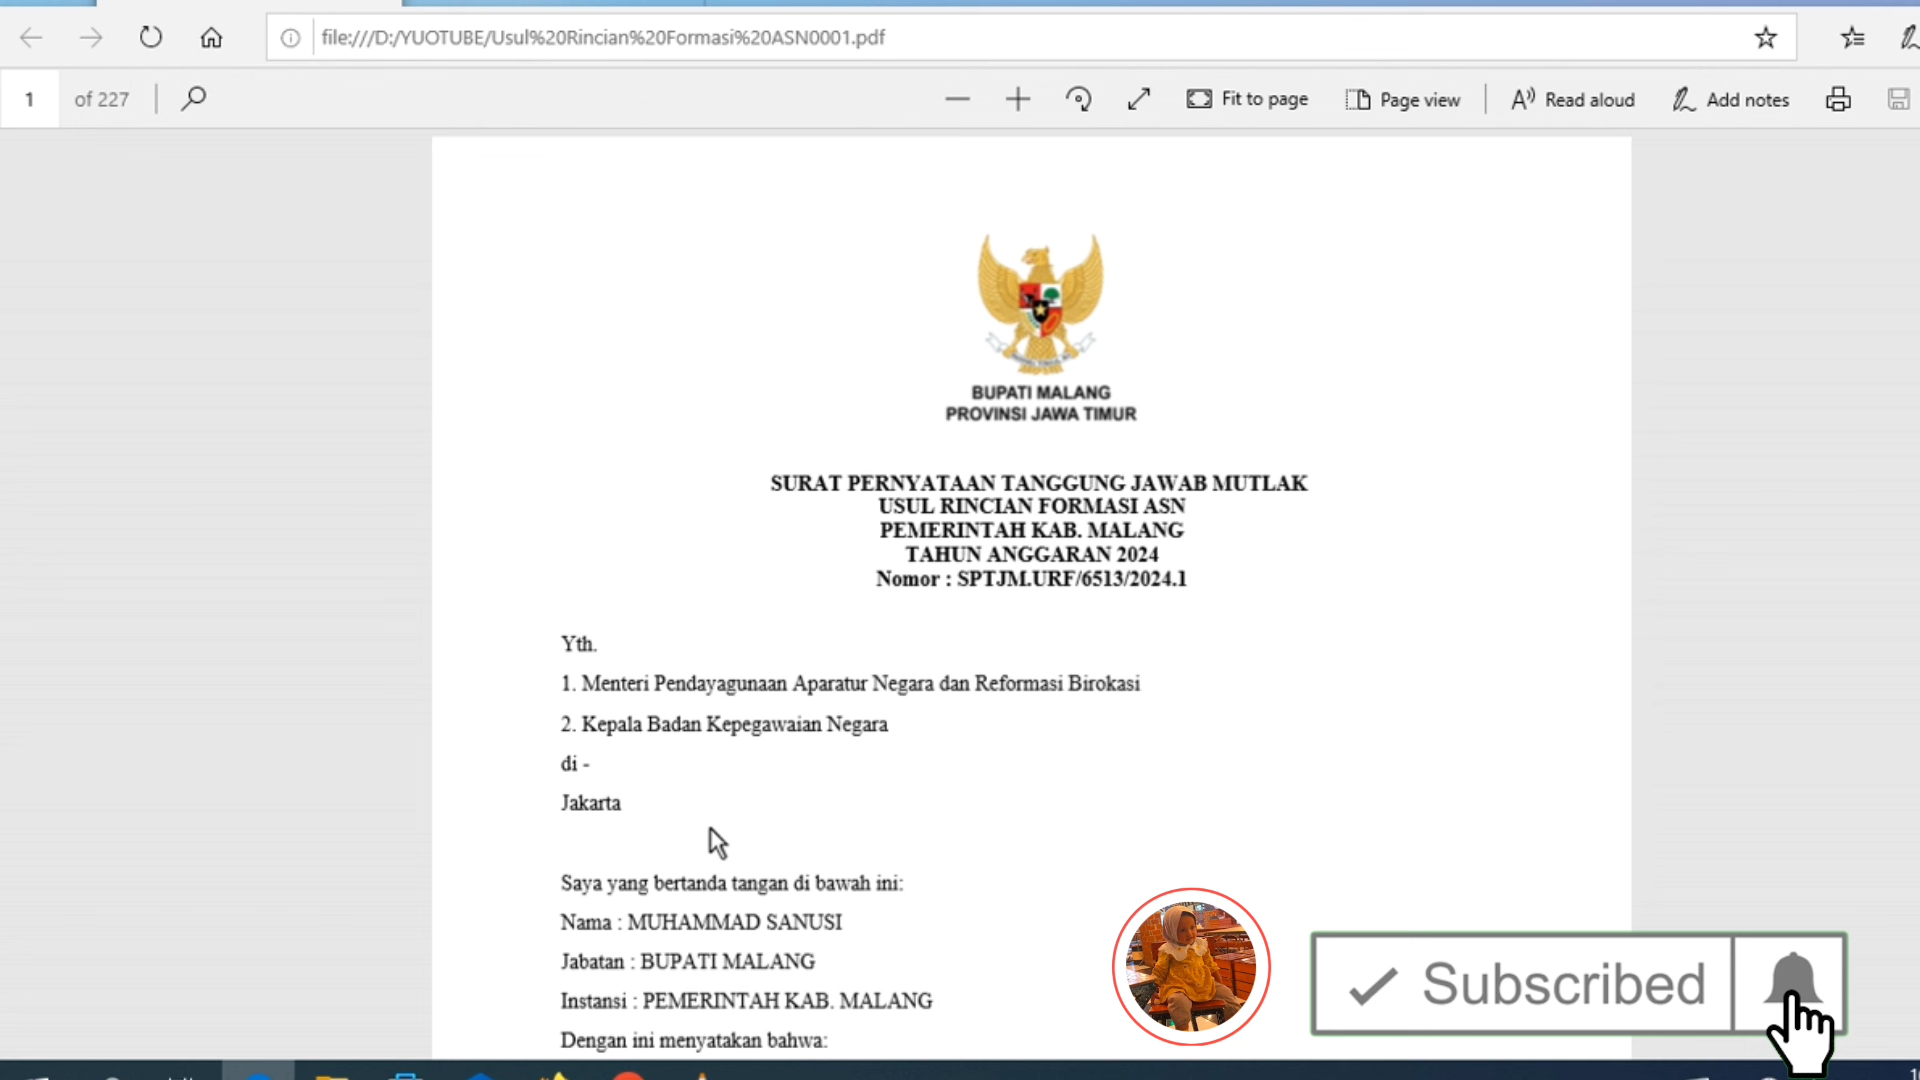 file:///D:/YUOTUBE/Usul%20Rincian%20Formasi%20ASN0001.pdf
1 of 227 Fit to page Page view Read aloud Add notes
BUPATI MALANG
PROVINSI JAWA TIMUR
SURAT PERNYATAAN TANGGUNG JAWAB MUTLAK
USUL RINCIAN FORMASI ASN
PEMERINTAH KAB. MALANG
TAHUN ANGGARAN 2024
Nomor : SPTJM.URF/6513/2024.1
Yth.
1. Menteri Pendayagunaan Aparatur Negara dan Reformasi Birokasi
2. Kepala Badan Kepegawaian Negara
di -
Jakarta
Saya yang bertanda tangan di bawah ini:
Nama : MUHAMMAD SANUSI
Jabatan : BUPATI MALANG
Instansi : PEMERINTAH KAB. MALANG
Dengan ini menyatakan bahwa:
Subscribed